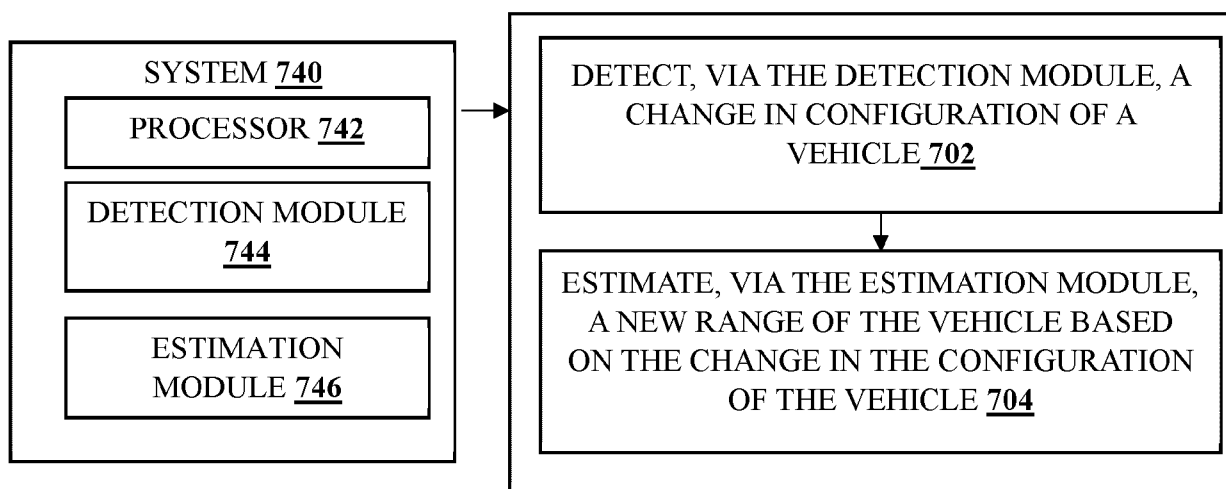 SYSTEM 740
PROCESSOR 742
DETECTION MODULE
744
ESTIMATION
MODULE 746
DETECT, VIA THE DETECTION MODULE, A
CHANGE IN CONFIGURATION OF A
VEHICLE 702
ESTIMATE, VIA THE ESTIMATION MODULE,
A NEW RANGE OF THE VEHICLE BASED
ON THE CHANGE IN THE CONFIGURATION
OF THE VEHICLE 704